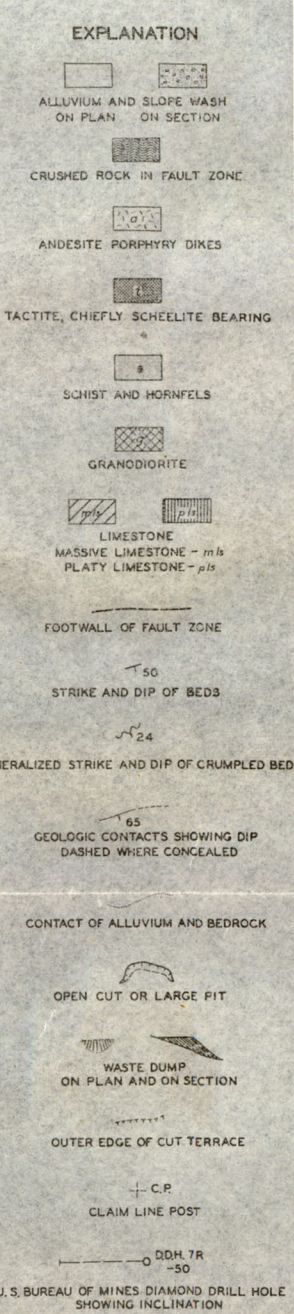 EXPLANATION
ALLUVIUM AND SLOPE WASH
ON PLAN ON SECTION
CRUSHED ROCK IN FAULT ZONE
a
ANDESITE PORPHYRY DIKES
t
TACTITE, CHIEFLY SCHEELITE BEARING
s
SCHIST AND HORNFELS
g
GRANODIORITE
mls pls
LIMESTONE
MASSIVE LIMESTONE - mls
PLATY LIMESTONE - pls
FOOTWALL OF FAULT ZONE
50
STRIKE AND DIP OF BEDS
24
ERALIZED STRIKE AND DIP OF CRUMPLED BED
65
GEOLOGIC CONTACTS SHOWING DIP
DASHED WHERE CONCEALED
CONTACT OF ALLUVIUM AND BEDROCK
OPEN CUT OR LARGE PIT
WASTE DUMP
ON PLAN AND ON SECTION
OUTER EDGE OF CUT TERRACE
C.P.
CLAIM LINE POST
D.D.H. 7R
-50
U. S. BUREAU OF MINES DIAMOND DRILL HOLE
SHOWING INCLINATION